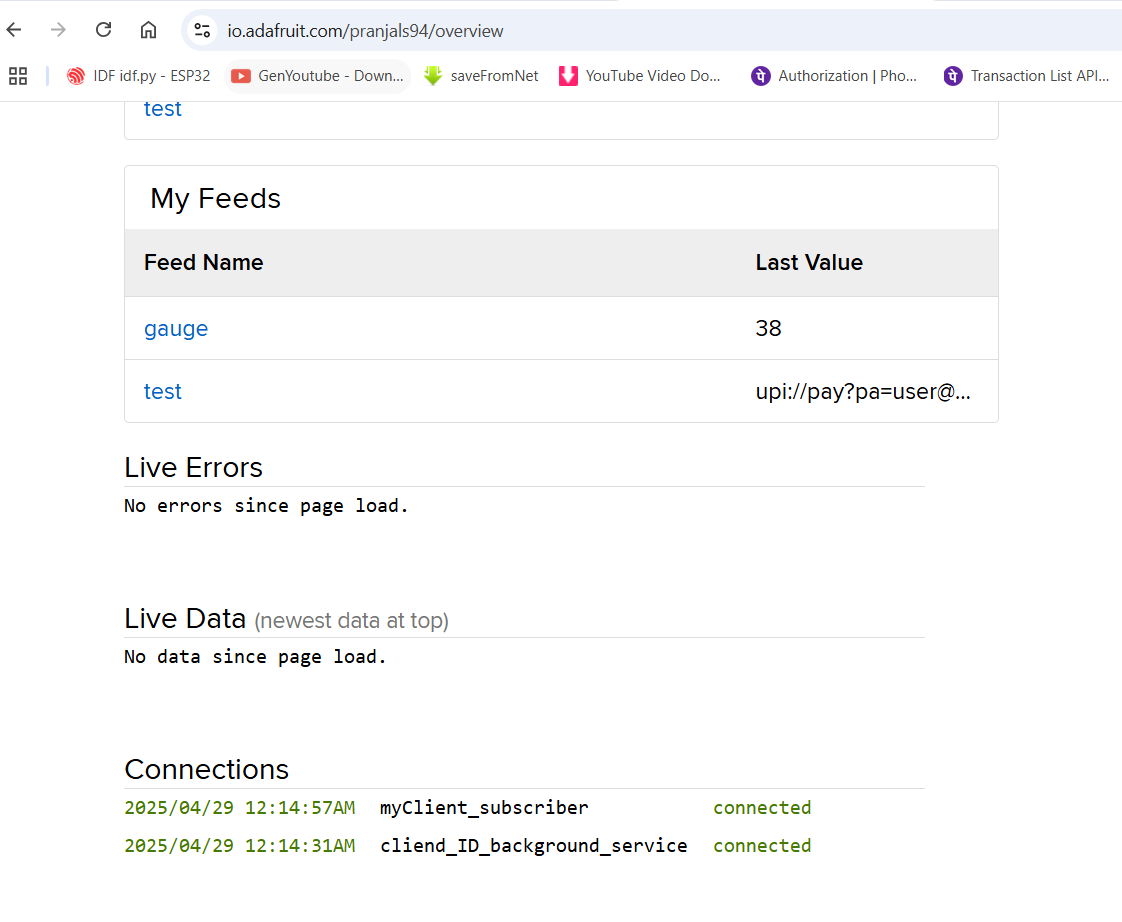 io.adafruit.com/pranjals94/overview
IDF idf.py - ESP32 GenYoutube - Down... saveFromNet YouTube Video Do... Authorization | Pho... Transaction List API...
test
My Feeds
Feed Name Last Value
gauge 38
test upi://pay?pa=user@...
Live Errors
No errors since page load.
Live Data (newest data at top)
No data since page load.
Connections
2025/04/29 12:14:57AM myClient_subscriber connected
2025/04/29 12:14:31AM cliend_ID_background_service connected